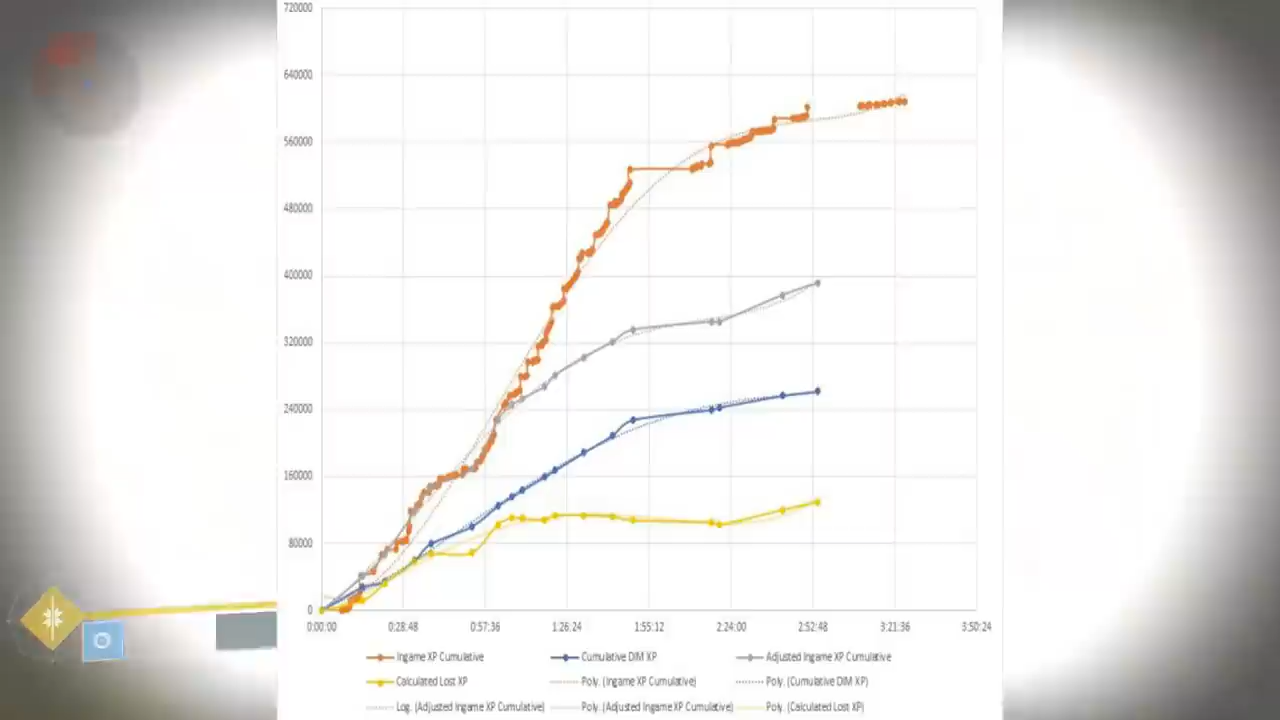 720000
640000
560000
480000
400000
320000
240000
160000
80000
0
0:00:00 0:28:48 0:57:36 1:26:24 1:55:12 2:24:00 2:52:48 3:21:36 3:50:24
Ingame XP Cumulative Cumulative DIM XP Adjusted Ingame XP Cumulative
Calculated Lost XP Poly. (Ingame XP Cumulative) Poly. (Cumulative DIM XP)
Log. (Adjusted Ingame XP Cumulative) Poly. (Adjusted Ingame XP Cumulative) Poly. (Calculated Lost XP)